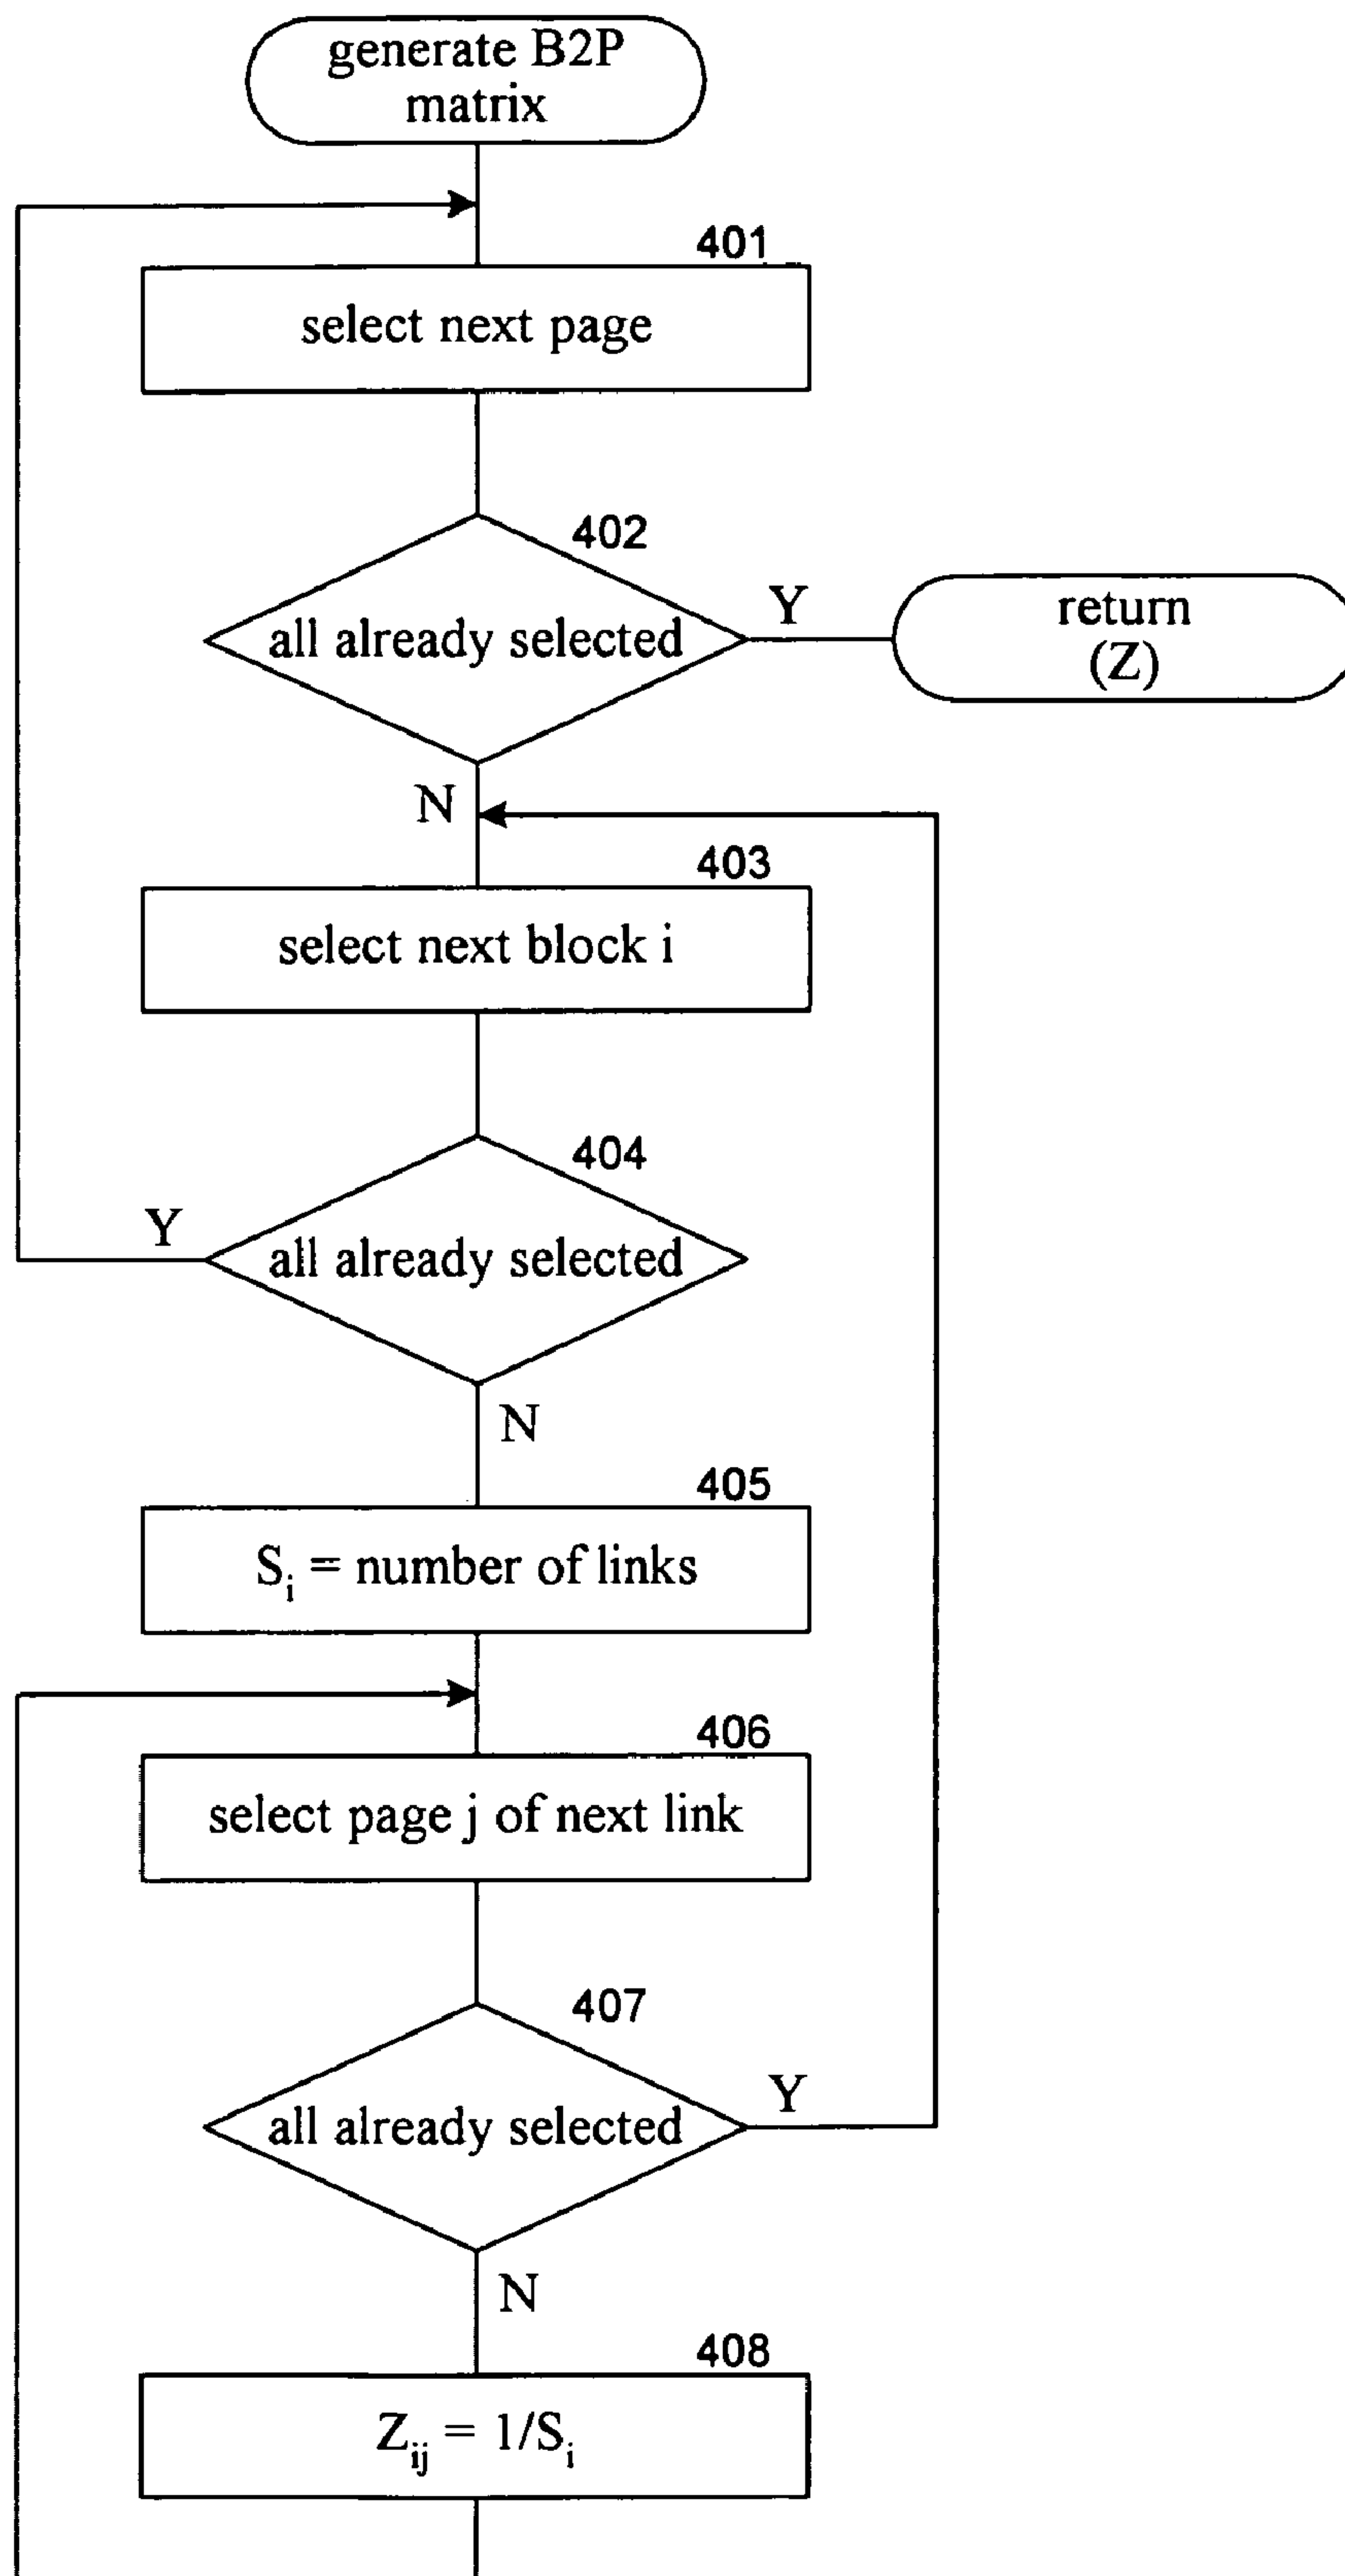 generate B2P
matrix
401
select next page
402
all already selected
Y
return
(Z)
N
403
select next block i
404
all already selected
Y
N
405
S_i = number of links
406
select page j of next link
407
all already selected
Y
N
408
Z_ij = 1/S_i